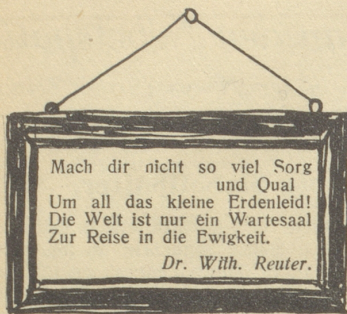 Mach dir nicht so viel Sorg
und Qual
Um all das kleine Erdenleid!
Die Welt ist nur ein Wartesaal
Zur Reise in die Ewigkeit.
Dr. Wilh. Reuter.